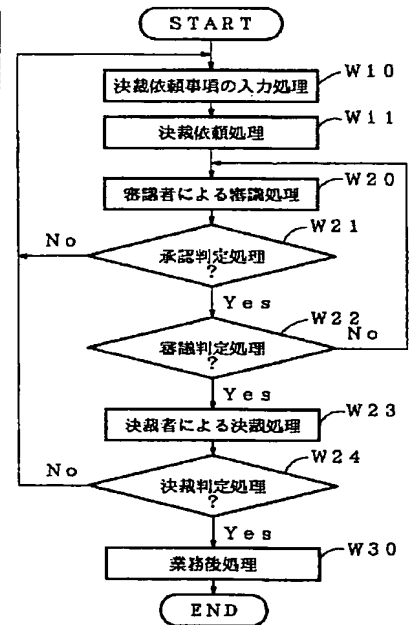 START
決裁依頼事項の入力処理
W10
決裁依頼処理
W11
審議者による審議処理
W20
承認判定処理
?
W21
No
Yes
審議判定処理
?
W22
No
Yes
決裁者による決裁処理
W23
決裁判定処理
?
W24
No
Yes
業務後処理
W30
END